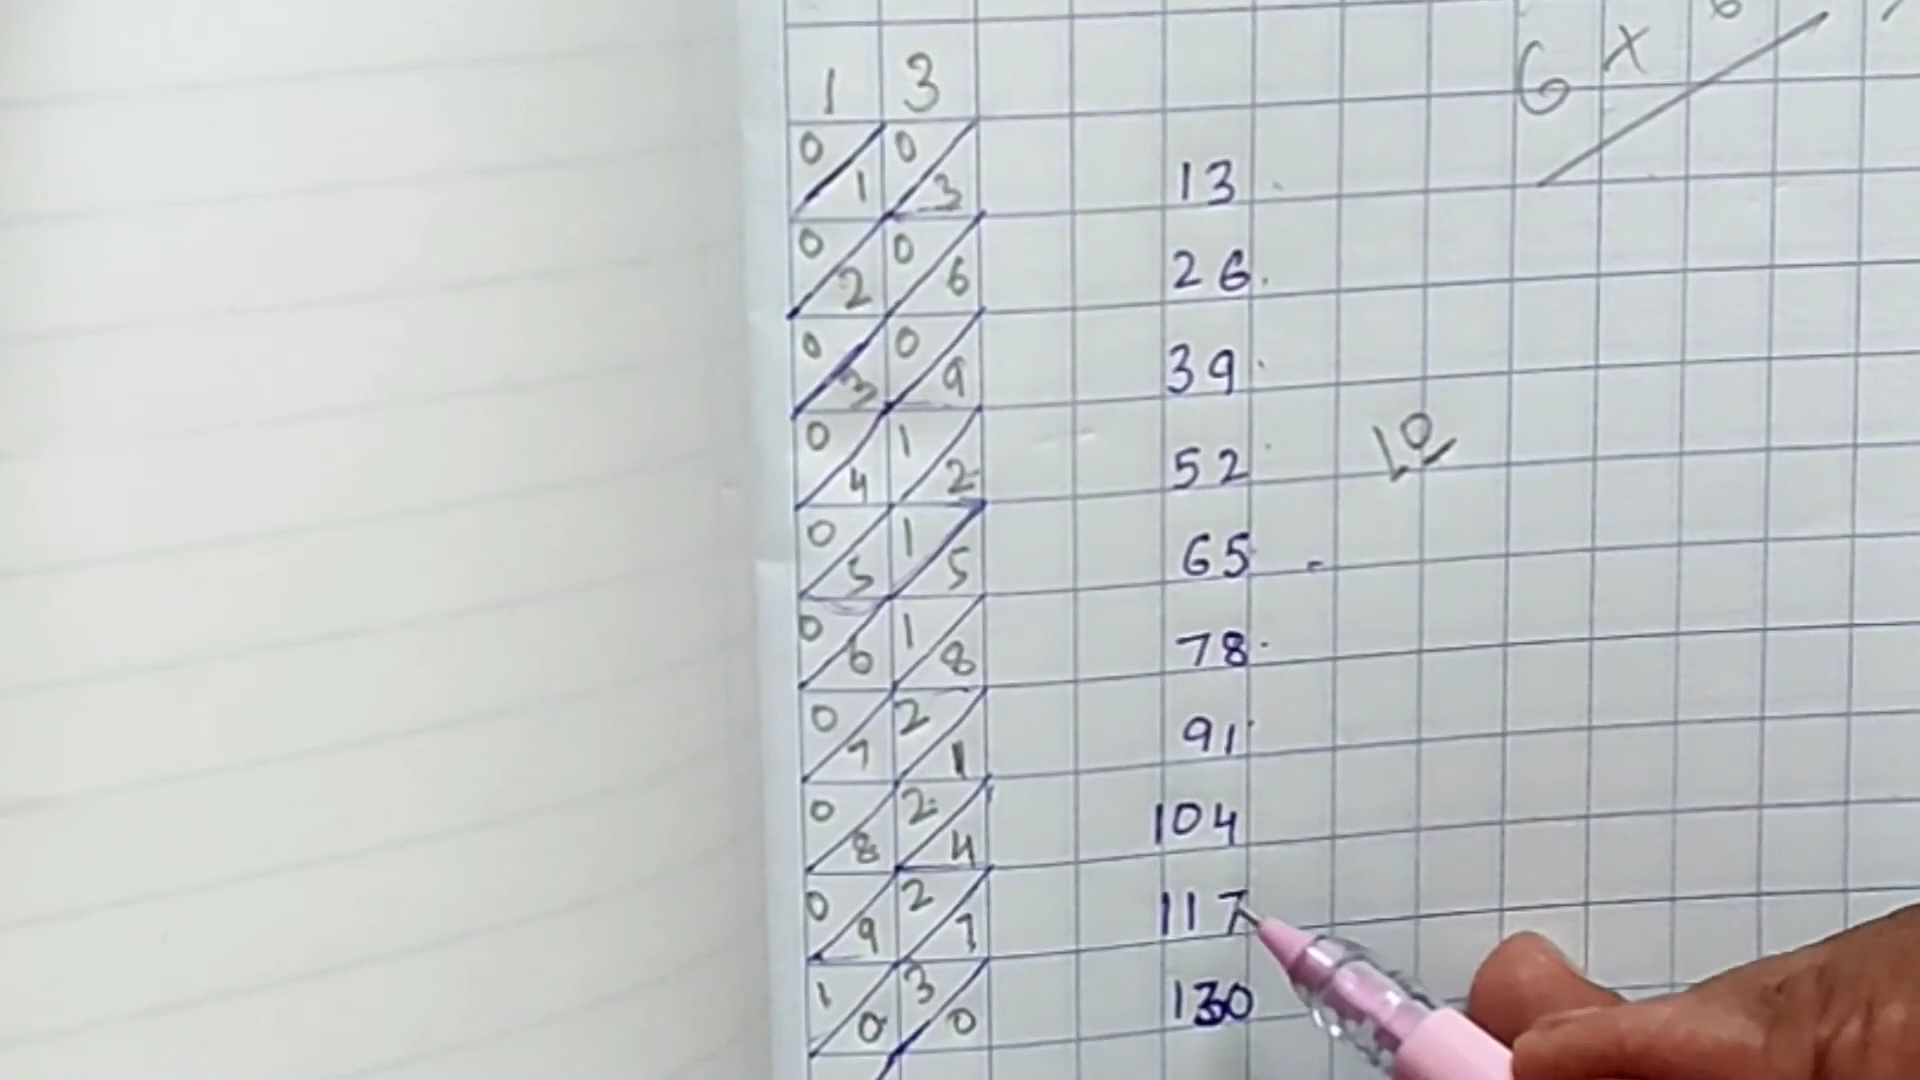 6 x 6
1 3
0 1 0 3 13
0 2 0 6 26
0 3 0 9 39
0 4 1 2 52 10
0 5 1 5 65
0 6 1 8 78
0 7 2 1 91
0 8 2 4 104
0 9 2 7 117
1 0 3 0 130